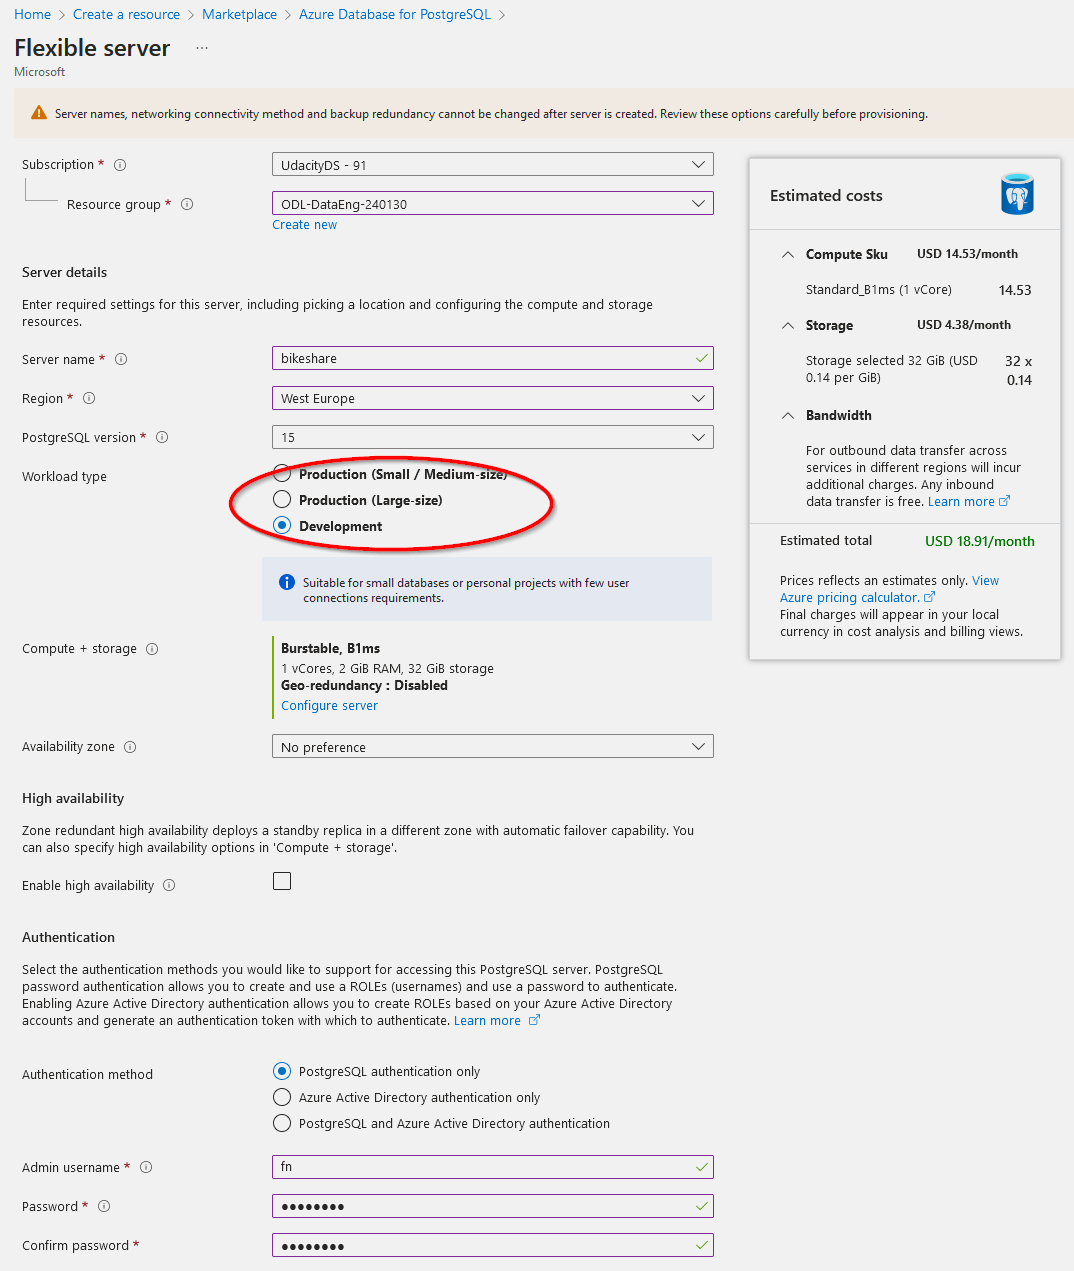 Home > Create a resource > Marketplace > Azure Database for PostgreSQL >
Flexible server ...
Microsoft
Server names, networking connectivity method and backup redundancy cannot be changed after server is created. Review these options carefully before provisioning.
Subscription *
UdacityDS - 91
Resource group *
ODL-DataEng-240130
Create new
Server details
Enter required settings for this server, including picking a location and configuring the compute and storage
resources.
Server name *
bikeshare
Region *
West Europe
PostgreSQL version *
15
Workload type
Production (Small / Medium-size)
Production (Large-size)
Development
Suitable for small databases or personal projects with few user
connections requirements.
Compute + storage
Burstable, B1ms
1 vCores, 2 GiB RAM, 32 GiB storage
Geo-redundancy : Disabled
Configure server
Availability zone
No preference
High availability
Zone redundant high availability deploys a standby replica in a different zone with automatic failover capability. You
can also specify high availability options in 'Compute + storage'.
Enable high availability
Authentication
Select the authentication methods you would like to support for accessing this PostgreSQL server. PostgreSQL
password authentication allows you to create and use a ROLEs (usernames) and use a password to authenticate.
Enabling Azure Active Directory authentication allows you to create ROLEs based on your Azure Active Directory
accounts and generate an authentication token with which to authenticate. Learn more
Authentication method
PostgreSQL authentication only
Azure Active Directory authentication only
PostgreSQL and Azure Active Directory authentication
Admin username *
fn
Password *
●●●●●●●●
Confirm password *
●●●●●●●●
Estimated costs
Compute Sku USD 14.53/month
Standard_B1ms (1 vCore) 14.53
Storage USD 4.38/month
Storage selected 32 GiB (USD 32 x
0.14 per GiB) 0.14
Bandwidth
For outbound data transfer across
services in different regions will incur
additional charges. Any inbound
data transfer is free. Learn more
Estimated total USD 18.91/month
Prices reflects an estimates only. View
Azure pricing calculator.
Final charges will appear in your local
currency in cost analysis and billing views.